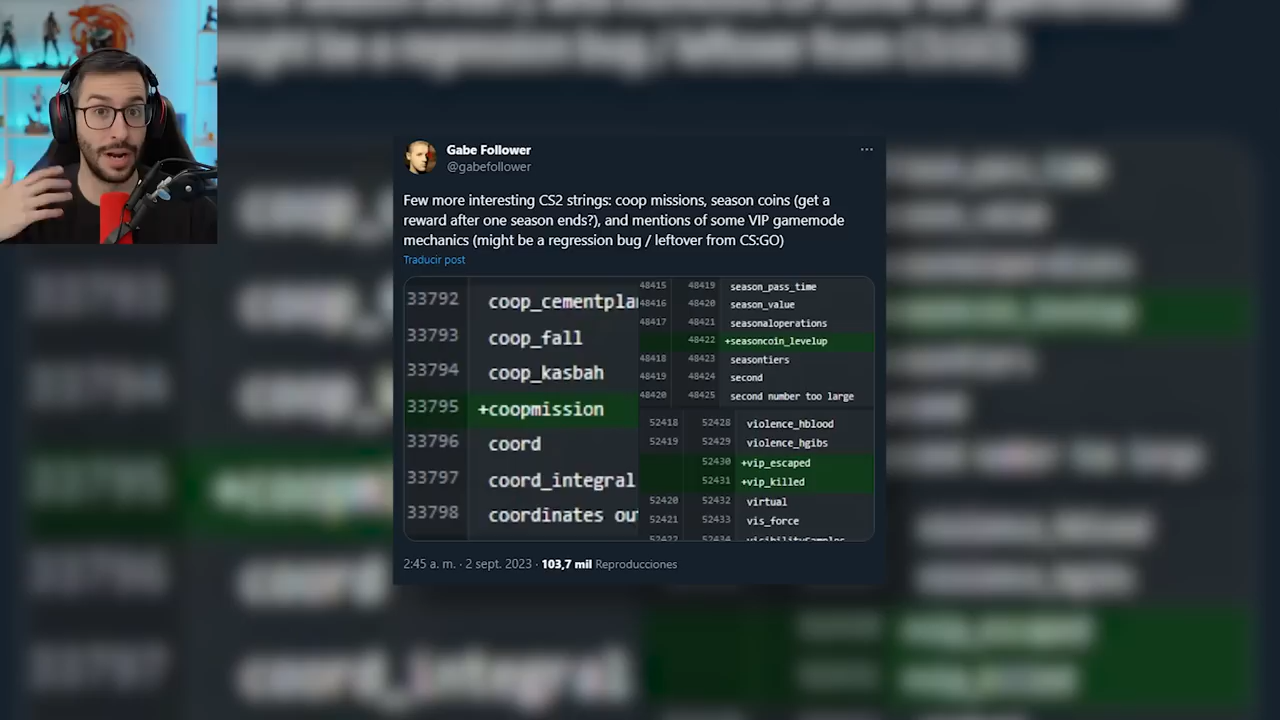 Gabe Follower
@gabefollower
Few more interesting CS2 strings: coop missions, season coins (get a
reward after one season ends?), and mentions of some VIP gamemode
mechanics (might be a regression bug / leftover from CS:GO)
Traducir post
33792 coop_cementpla
33793 coop_fall
33794 coop_kasbah
33795 +coopmission
33796 coord
33797 coord_integral
33798 coordinates ou
48415 48419 season_pass_time
48416 48420 season_value
48417 48421 seasonaloperations
48422 +seasoncoin_levelup
48418 48423 seasontiers
48419 48424 second
48420 48425 second number too large
52418 52428 violence_hblood
52419 52429 violence_hgibs
52430 +vip_escaped
52431 +vip_killed
52420 52432 virtual
52421 52433 vis_force
2:45 a. m. · 2 sept. 2023 · 103,7 mil Reproducciones